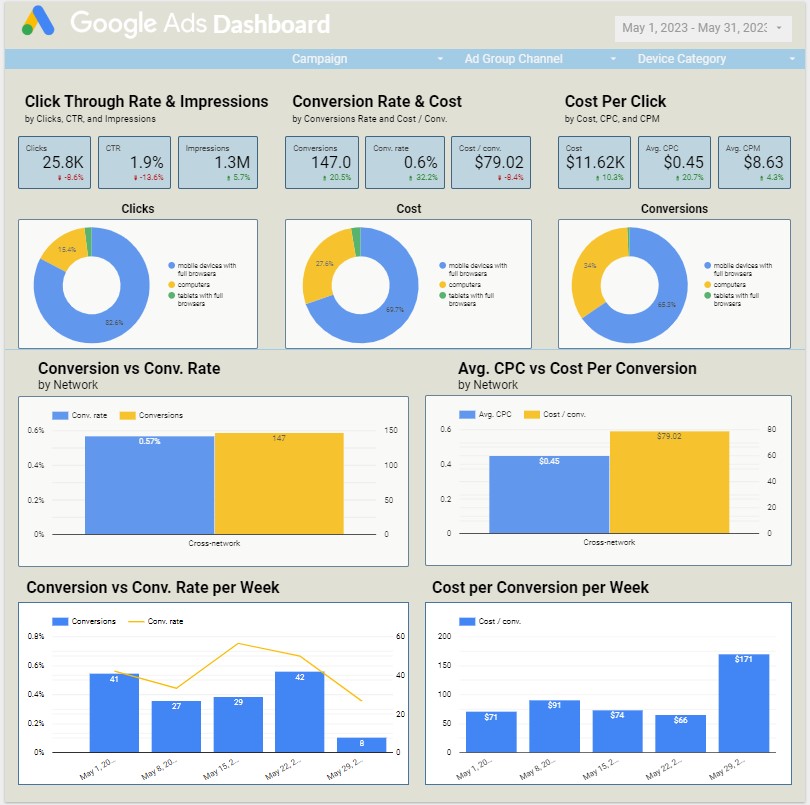 Google Ads Dashboard
May 1, 2023 - May 31, 2023
Campaign Ad Group Channel Device Category
Click Through Rate & Impressions
by Clicks, CTR, and Impressions
Conversion Rate & Cost
by Conversions Rate and Cost / Conv.
Cost Per Click
by Cost, CPC, and CPM
Clicks
25.8K
-8.6%
CTR
1.9%
-13.6%
Impressions
1.3M
5.7%
Conversions
147.0
20.5%
Conv. rate
0.6%
32.2%
Cost / conv.
$79.02
-8.4%
Cost
$11.62K
10.3%
Avg. CPC
$0.45
20.7%
Avg. CPM
$8.63
4.3%
Clicks
15.4%
82.6%
mobile devices with
full browsers
computers
tablets with full
browsers
Cost
27.6%
69.7%
mobile devices with
full browsers
computers
tablets with full
browsers
Conversions
34%
65.3%
mobile devices with
full browsers
computers
tablets with full
browsers
Conversion vs Conv. Rate
by Network
Conv. rate Conversions
0.6% 150
0.4% 100
0.2% 50
0% 0
0.57% 147
Cross-network
Avg. CPC vs Cost Per Conversion
by Network
Avg. CPC Cost / conv.
0.6 80
0.4 60
0.2 40
0 20
0
$0.45 $79.02
Cross-network
Conversion vs Conv. Rate per Week
Conversions Conv. rate
0.8% 60
0.6% 40
0.4% 20
0.2% 0
0%
41 27 29 42 8
May 1, 20... May 8, 20... May 15, 2... May 22, 2... May 29, 2...
Cost per Conversion per Week
Cost / conv.
200
150
100
50
0
$71 $91 $74 $66 $171
May 1, 20... May 8, 20... May 15, 2... May 22, 2... May 29, 2...